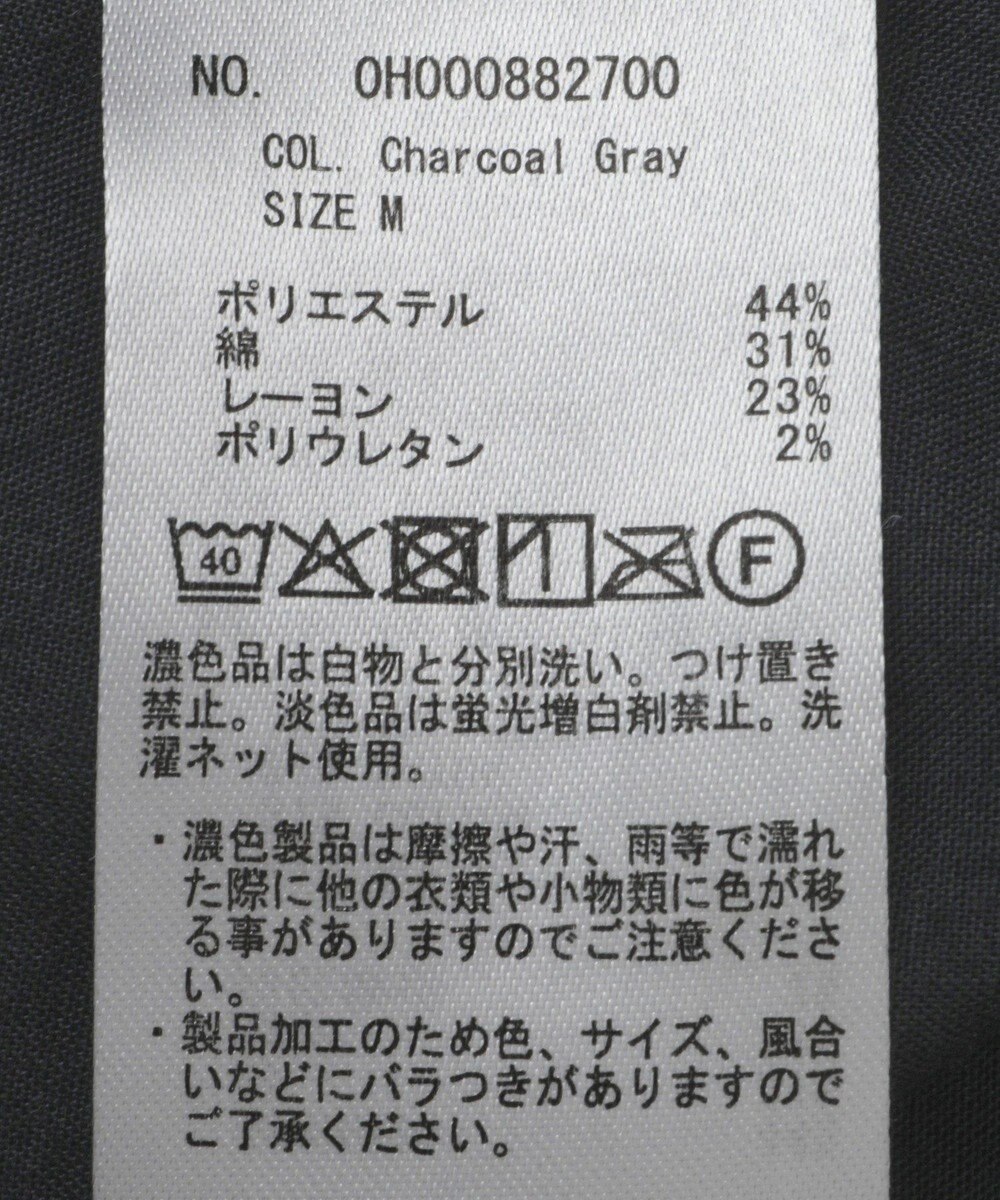 NO. 0H000882700
COL. Charcoal Gray
SIZE M
ポリエステル 44%
綿 31%
レーヨン 23%
ポリウレタン 2%
40 F
濃色品は白物と分別洗い。つけ置き
禁止。淡色品は蛍光増白剤禁止。洗
濯ネット使用。
・濃色製品は摩擦や汗、雨等で濡れ
た際に他の衣類や小物類に色が移
る事がありますのでご注意くださ
い。
・製品加工のため色、サイズ、風合
いなどにバラつきがありますので
ご了承ください。